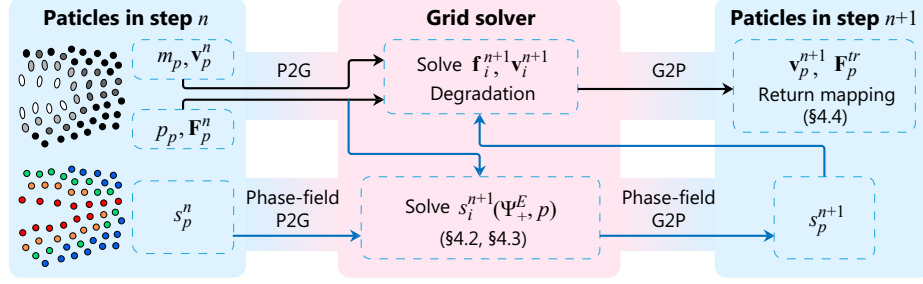 Paticles in step n
Grid solver
Paticles in step n+1
m_p, v_p^n
P2G
Solve f_i^{n+1}, v_i^{n+1}
Degradation
G2P
v_p^{n+1}, F_p^{tr}
Return mapping
(§4.4)
p_p, F_p^n
s_p^n
Phase-field
P2G
Solve s_i^{n+1}(Ψ_+^E, p)
(§4.2, §4.3)
Phase-field
G2P
s_p^{n+1}